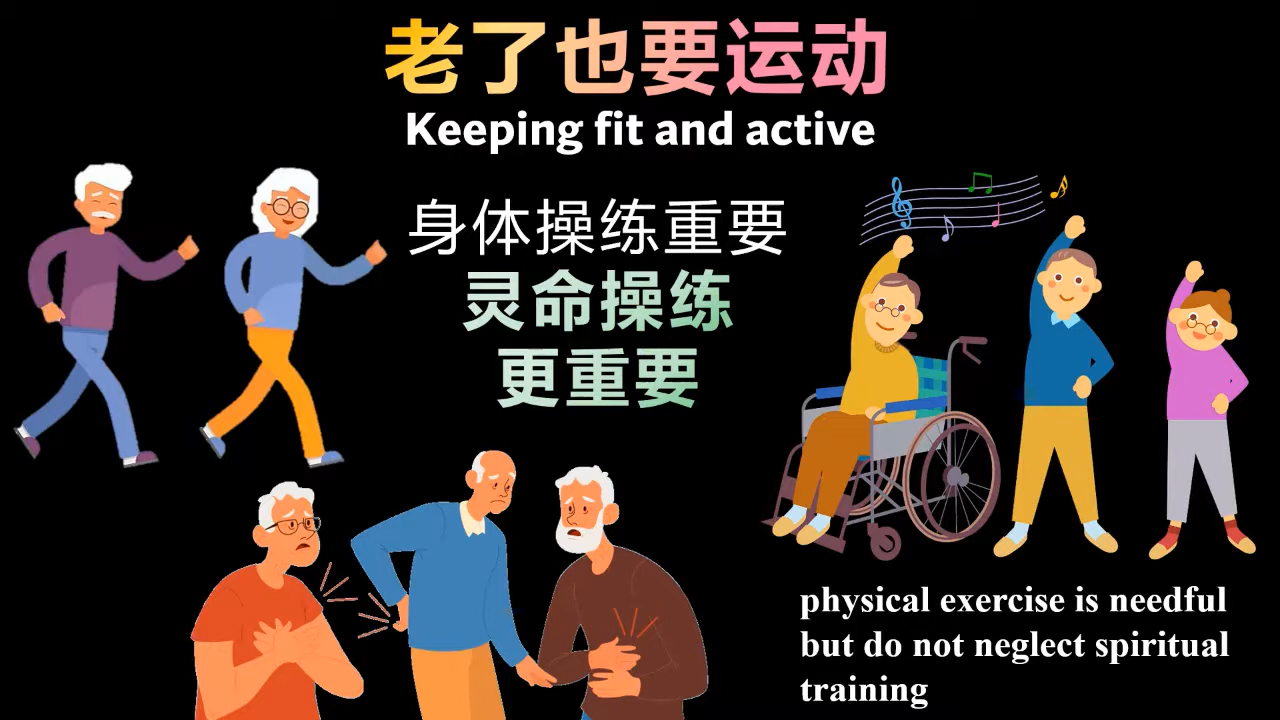 老了也要运动
Keeping fit and active
身体操练重要
灵命操练
更重要
physical exercise is needful
but do not neglect spiritual
training